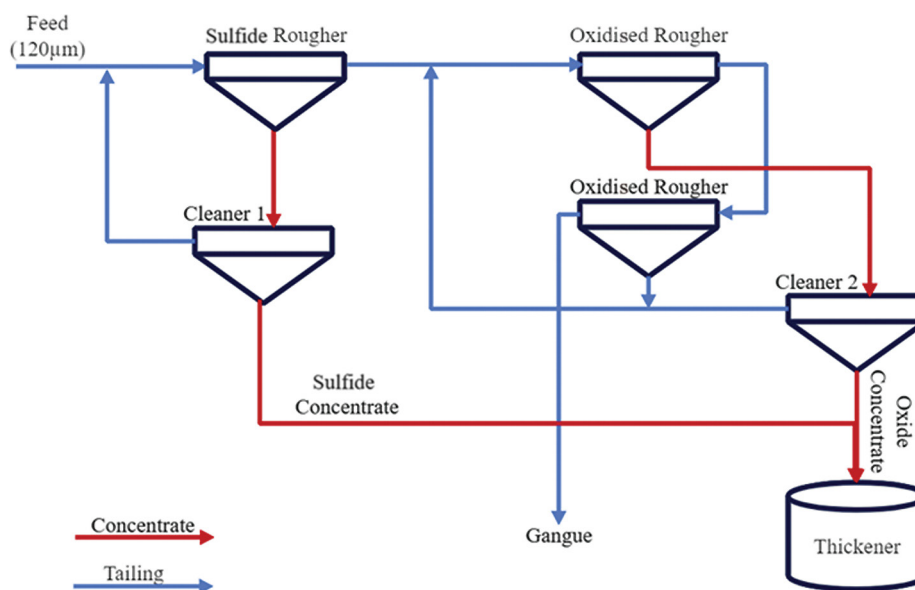 Feed
(120μm)
Sulfide Rougher
Oxidised Rougher
Oxidised Rougher
Cleaner 1
Cleaner 2
Sulfide
Concentrate
Oxide
Concentrate
Gangue
Thickener
Concentrate
Tailing